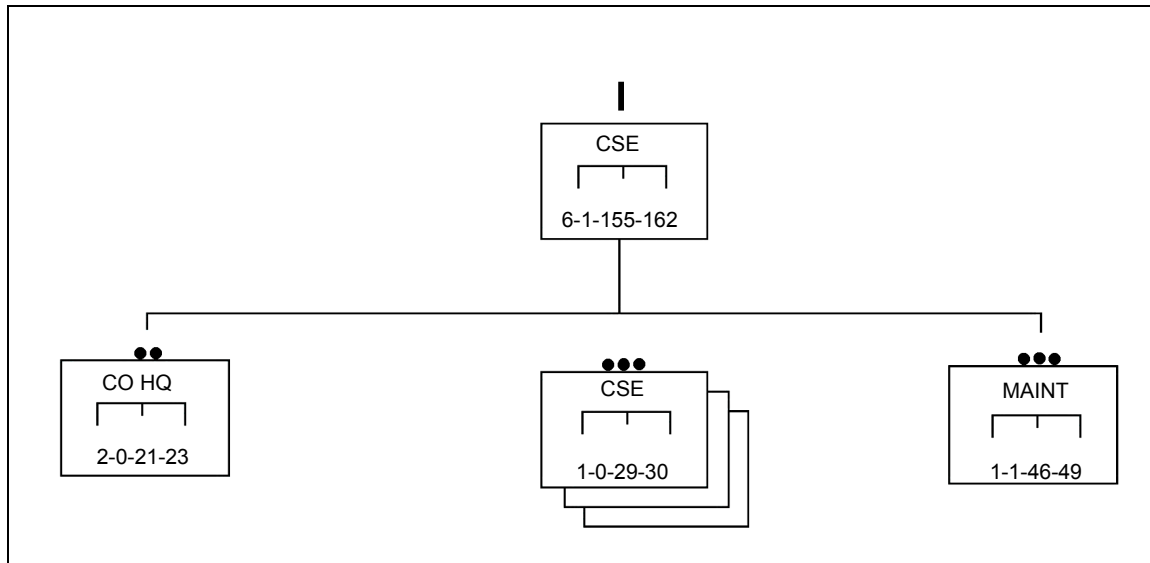 CSE
6-1-155-162
CO HQ
2-0-21-23
CSE
1-0-29-30
MAINT
1-1-46-49